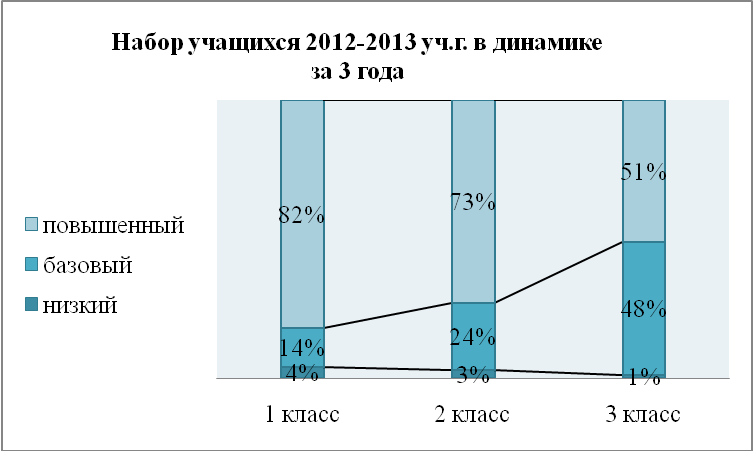 Набор учащихся 2012-2013 уч.г. в динамике
за 3 года
повышенный
базовый
низкий
82%
73%
51%
14%
24%
48%
4%
3%
1%
1 класс
2 класс
3 класс